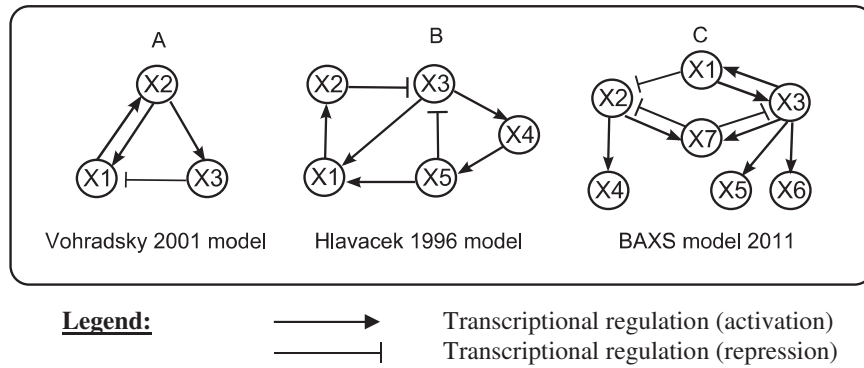 A
B
C
X2
X1
X3
X2
X3
X4
X1
X5
X1
X2
X3
X7
X4
X5
X6
Vohradsky 2001 model
Hlavacek 1996 model
BAXS model 2011
Legend:
Transcriptional regulation (activation)
Transcriptional regulation (repression)